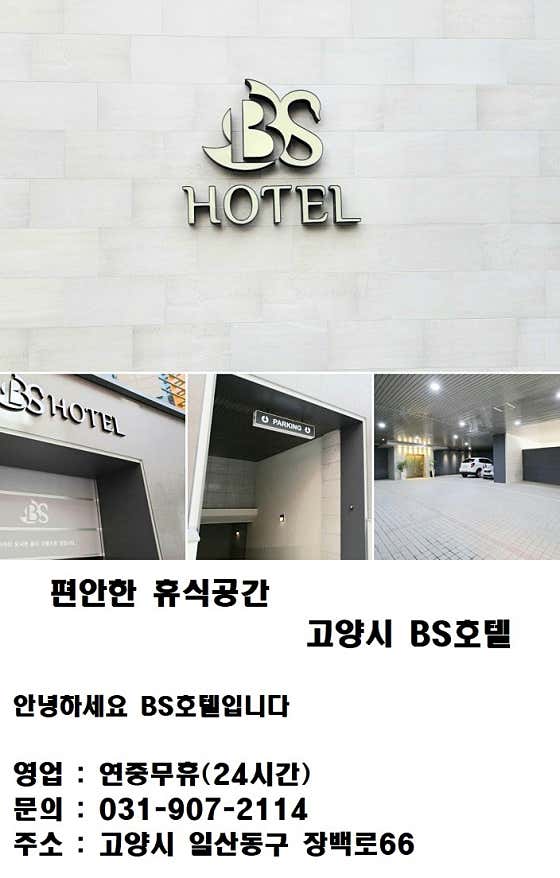 BS
HOTEL
BS HOTEL
BS
PARKING
편안한 휴식공간
고양시 BS호텔
안녕하세요 BS호텔입니다
영업 : 연중무휴(24시간)
문의 : 031-907-2114
주소 : 고양시 일산동구 장백로66